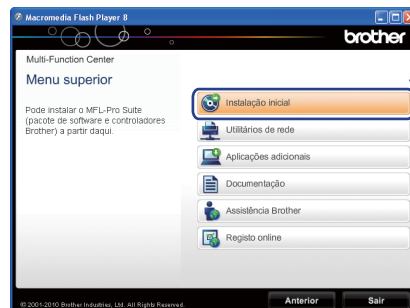 Macromedia Flash Player 8
brother
Multi-Function Center
Menu superior
Pode instalar o MFL-Pro Suite
(pacote de software e controladores
Brother) a partir daqui.
Instalação inicial
Utilitários de rede
Aplicações adicionais
Documentação
Assistência Brother
Registo online
© 2001-2010 Brother Industries, Ltd. All Rights Reserved.
Anterior
Sair